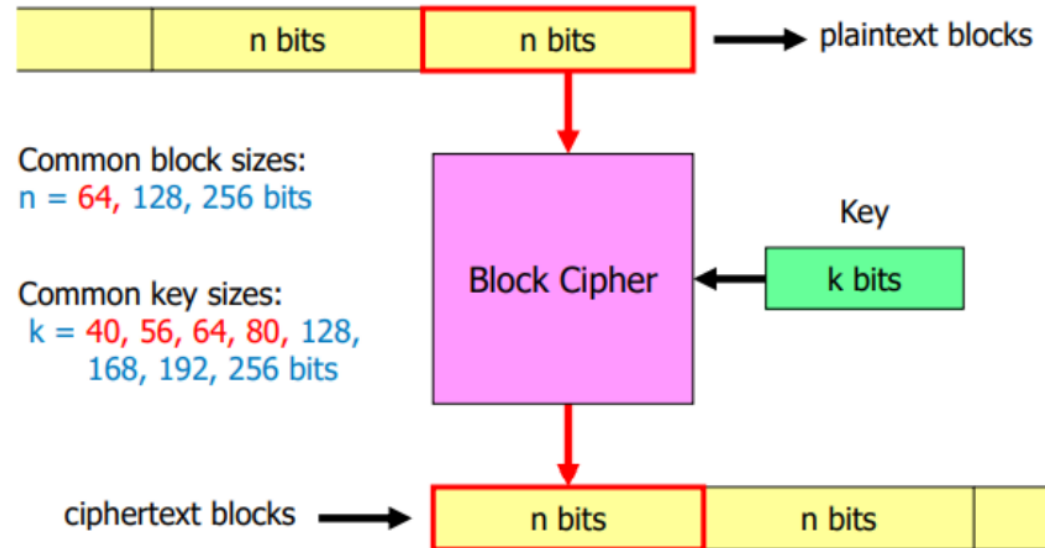 n bits
n bits
plaintext blocks
Common block sizes:
n = 64, 128, 256 bits
Key
Block Cipher
k bits
Common key sizes:
k = 40, 56, 64, 80, 128,
168, 192, 256 bits
ciphertext blocks
n bits
n bits